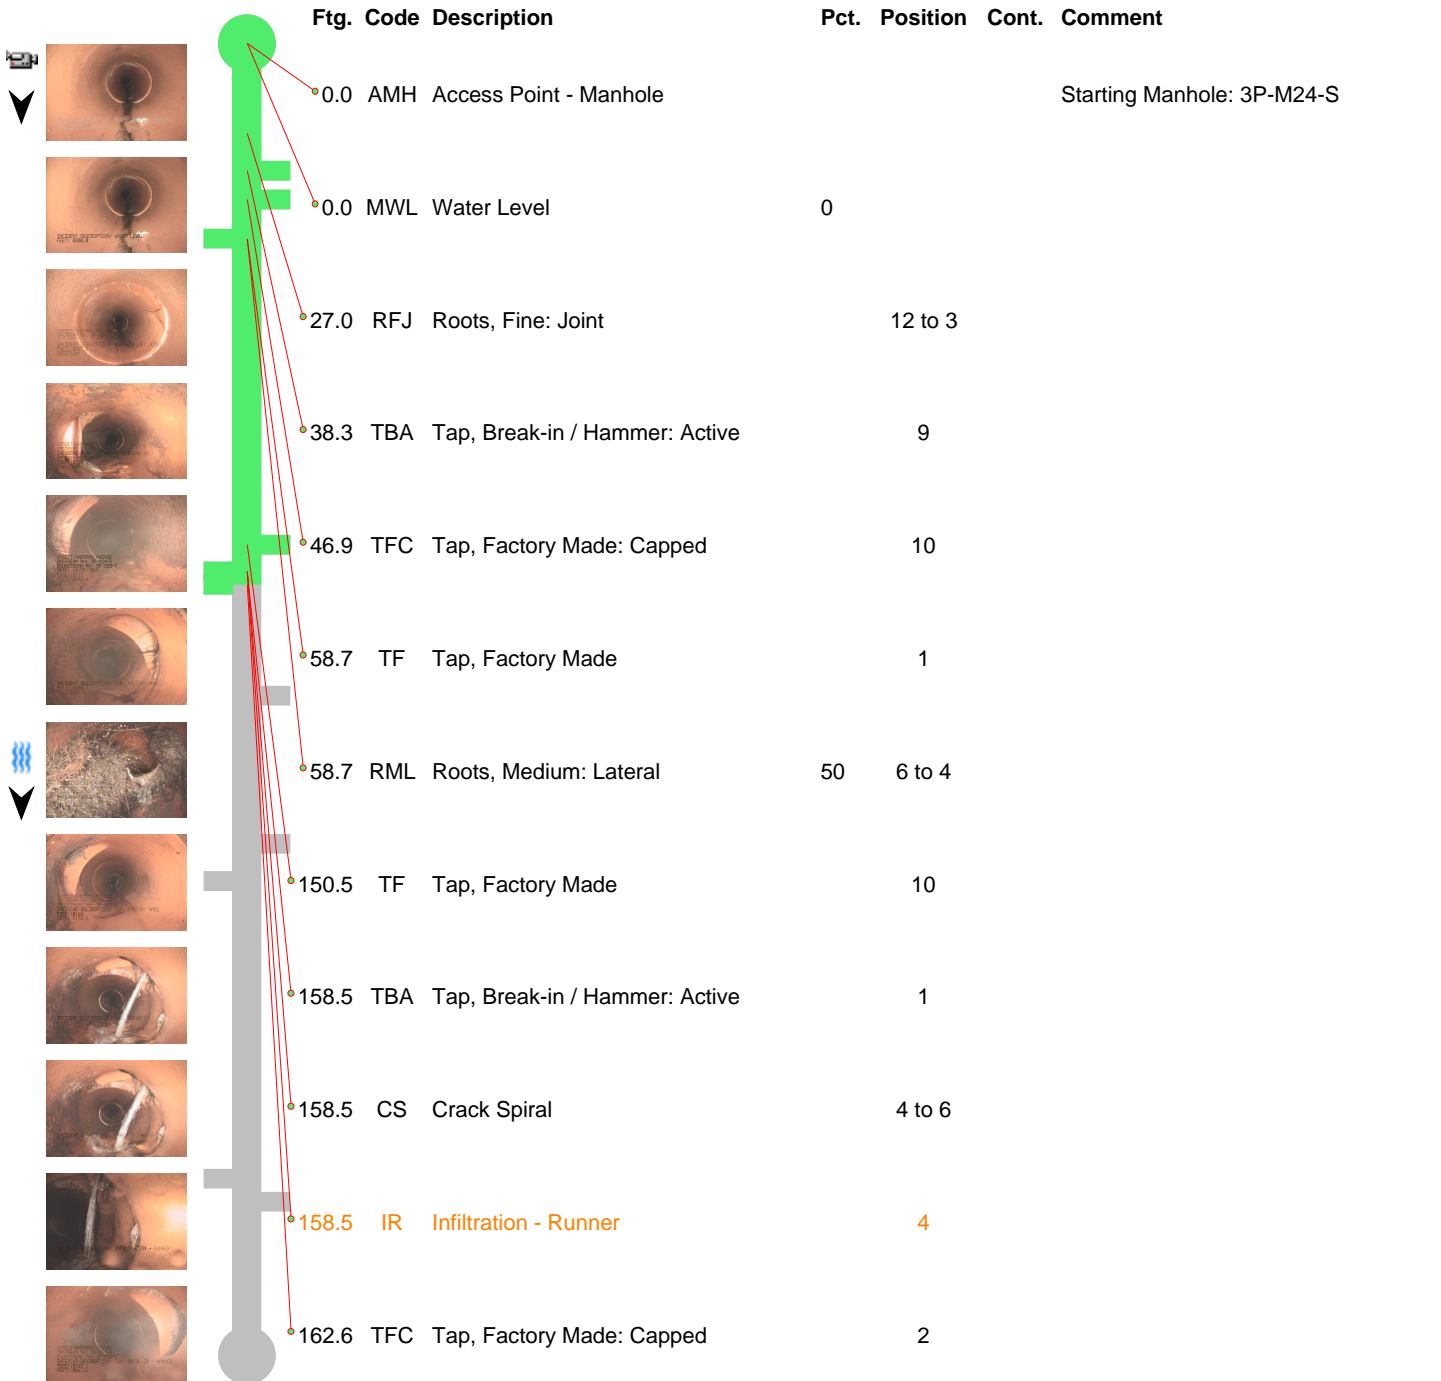 Ftg. Code Description Pct. Position Cont. Comment
0.0 AMH Access Point - Manhole Starting Manhole: 3P-M24-S
0.0 MWL Water Level 0
27.0 RFJ Roots, Fine: Joint 12 to 3
38.3 TBA Tap, Break-in / Hammer: Active 9
46.9 TFC Tap, Factory Made: Capped 10
58.7 TF Tap, Factory Made 1
58.7 RML Roots, Medium: Lateral 50 6 to 4
150.5 TF Tap, Factory Made 10
158.5 TBA Tap, Break-in / Hammer: Active 1
158.5 CS Crack Spiral 4 to 6
158.5 IR Infiltration - Runner 4
162.6 TFC Tap, Factory Made: Capped 2